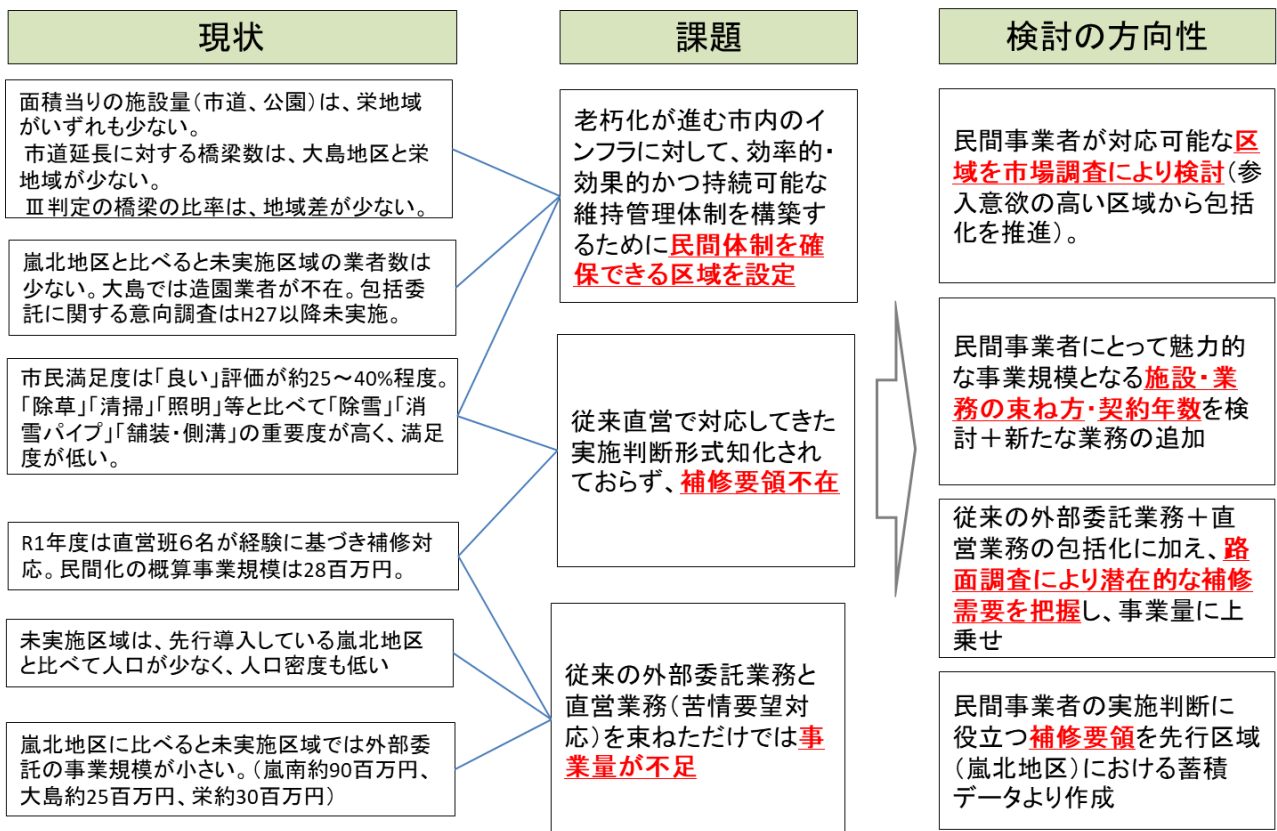 現状
面積当りの施設量(市道、公園)は、栄地域
がいずれも少ない。
市道延長に対する橋梁数は、大島地区と栄
地域が少ない。
Ⅲ判定の橋梁の比率は、地域差が少ない。
嵐北地区と比べると未実施区域の業者数は
少ない。大島では造園業者が不在。包括委
託に関する意向調査はH27以降未実施。
市民満足度は「良い」評価が約25～40%程度。
「除草」「清掃」「照明」等と比べて「除雪」「消
雪パイプ」「舗装・側溝」の重要度が高く、満足
度が低い。
R1年度は直営班6名が経験に基づき補修対
応。民間化の概算事業規模は28百万円。
未実施区域は、先行導入している嵐北地区
と比べて人口が少なく、人口密度も低い
嵐北地区に比べると未実施区域では外部委
託の事業規模が小さい。(嵐南約90百万円、
大島約25百万円、栄約30百万円)
課題
老朽化が進む市内のイ
ンフラに対して、効率的・
効果的かつ持続可能な
維持管理体制を構築す
るために民間体制を確
保できる区域を設定
従来直営で対応してきた
実施判断形式知化され
ておらず、補修要領不在
従来の外部委託業務と
直営業務(苦情要望対
応)を束ねただけでは事
業量が不足
検討の方向性
民間事業者が対応可能な区
域を市場調査により検討(参
入意欲の高い区域から包括
化を推進)。
民間事業者にとって魅力的
な事業規模となる施設・業
務の束ね方・契約年数を検
討＋新たな業務の追加
従来の外部委託業務＋直
営業務の包括化に加え、路
面調査により潜在的な補修
需要を把握し、事業量に上
乗せ
民間事業者の実施判断に
役立つ補修要領を先行区域
(嵐北地区)における蓄積
データより作成